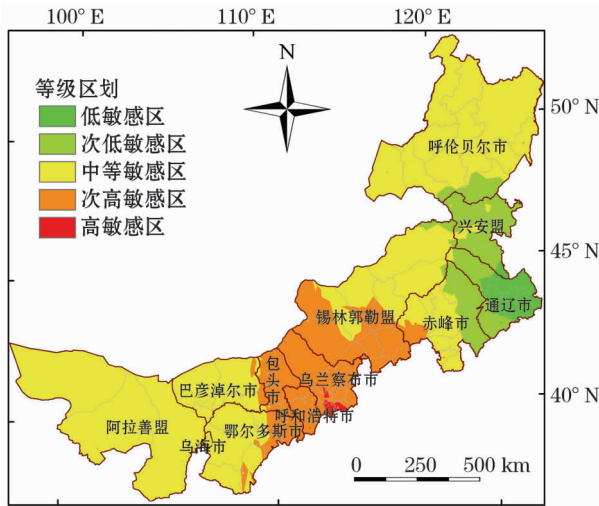 100° E
110° E
120° E
N
等级区划
低敏感区
次低敏感区
中等敏感区
次高敏感区
高敏感区
50° N
呼伦贝尔市
兴安盟
45° N
通辽市
锡林郭勒盟
赤峰市
包头市
乌兰察布市
巴彦淖尔市
40° N
呼和浩特市
阿拉善盟
鄂尔多斯市
乌海市
0 250 500 km